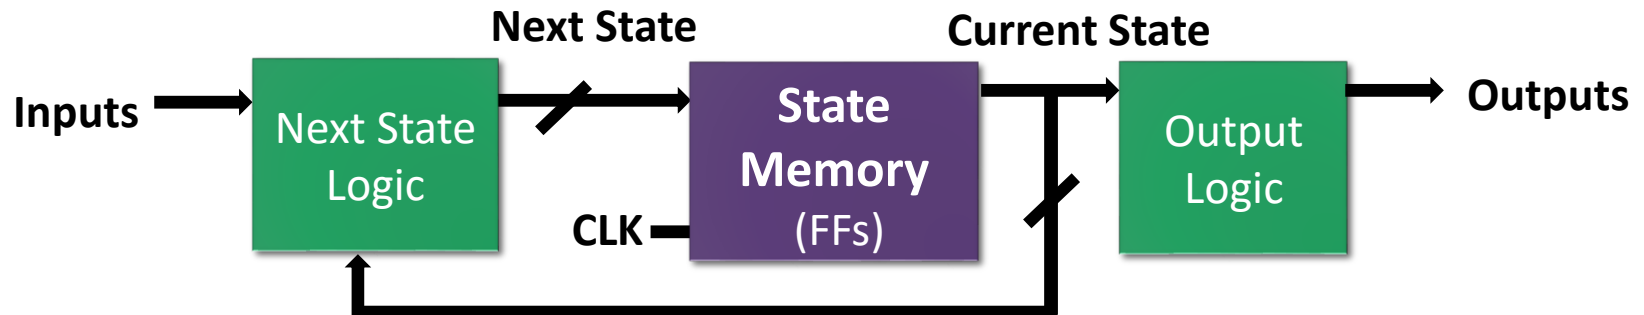 Next State
Current State
Inputs
Next State
Logic
State
Memory
(FFs)
CLK
Output
Logic
Outputs